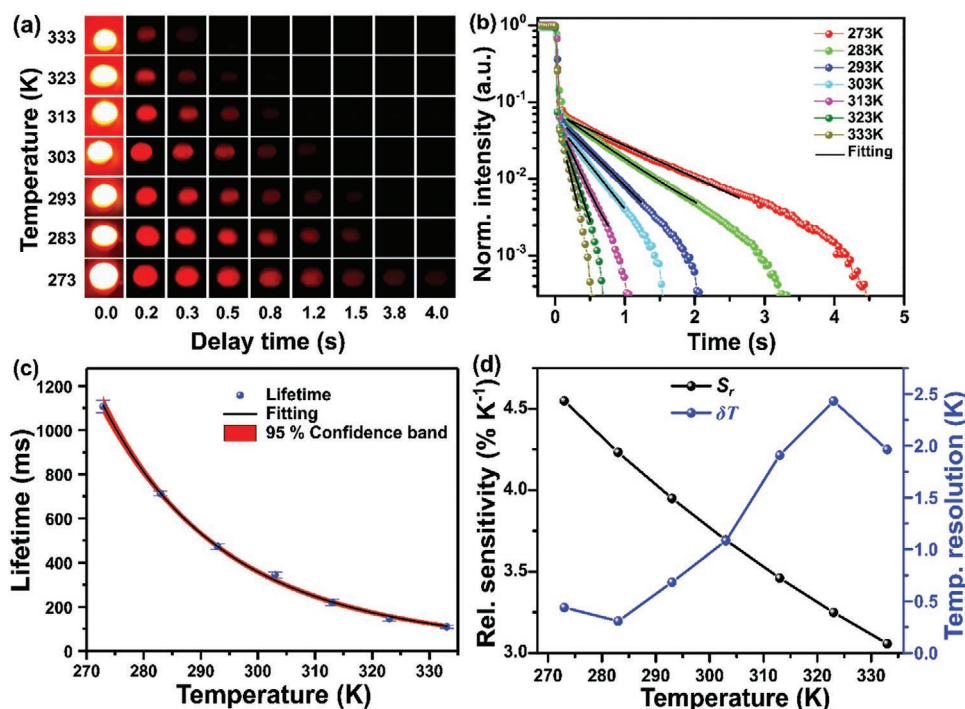 (a)
Temperature (K)
333
323
313
303
293
283
273
0.0 0.2 0.3 0.5 0.8 1.2 1.5 3.8 4.0
Delay time (s)
(b)
Norm. intensity (a.u.)
10⁰
10⁻¹
10⁻²
10⁻³
273K
283K
293K
303K
313K
323K
333K
Fitting
0 1 2 3 4 5
Time (s)
(c)
Lifetime (ms)
1200
1000
800
600
400
200
0
Lifetime
Fitting
95 % Confidence band
270 280 290 300 310 320 330
Temperature (K)
(d)
Rel. sensitivity (% K⁻¹)
4.5
4.0
3.5
3.0
Sᵣ
δT
2.5
2.0
1.5
1.0
0.5
0.0
Temp. resolution (K)
270 280 290 300 310 320 330
Temperature (K)